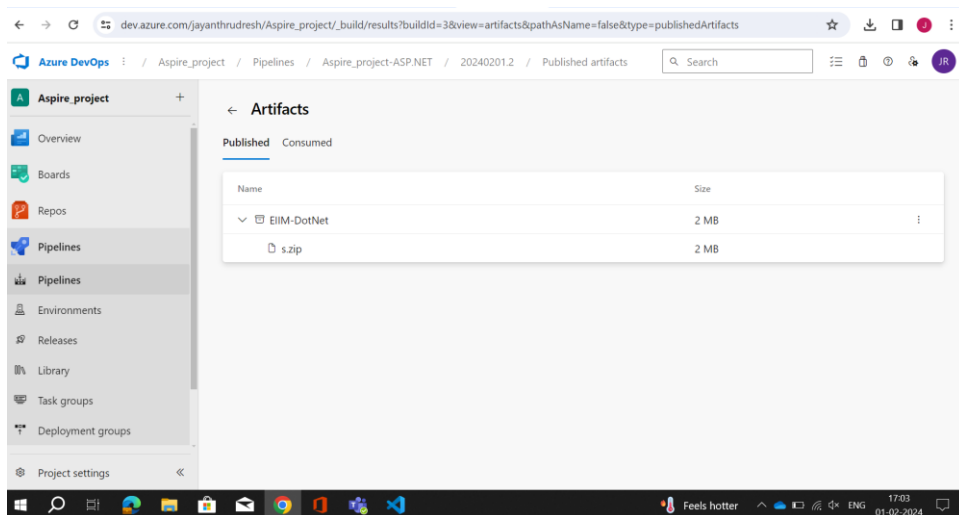 dev.azure.com/jayanthrudresh/Aspire_project/_build/results?buildId=3&view=artifacts&pathAsName=false&type=publishedArtifacts
J
Azure DevOps / Aspire_project / Pipelines / Aspire_project-ASP.NET / 20240201.2 / Published artifacts
Search
JR
A Aspire_project +
Overview
Boards
Repos
Pipelines
Pipelines
Environments
Releases
Library
Task groups
Deployment groups
Project settings
Artifacts
Published Consumed
Name Size
EIIM-DotNet 2 MB
s.zip 2 MB
Feels hotter ENG 17:03
01-02-2024